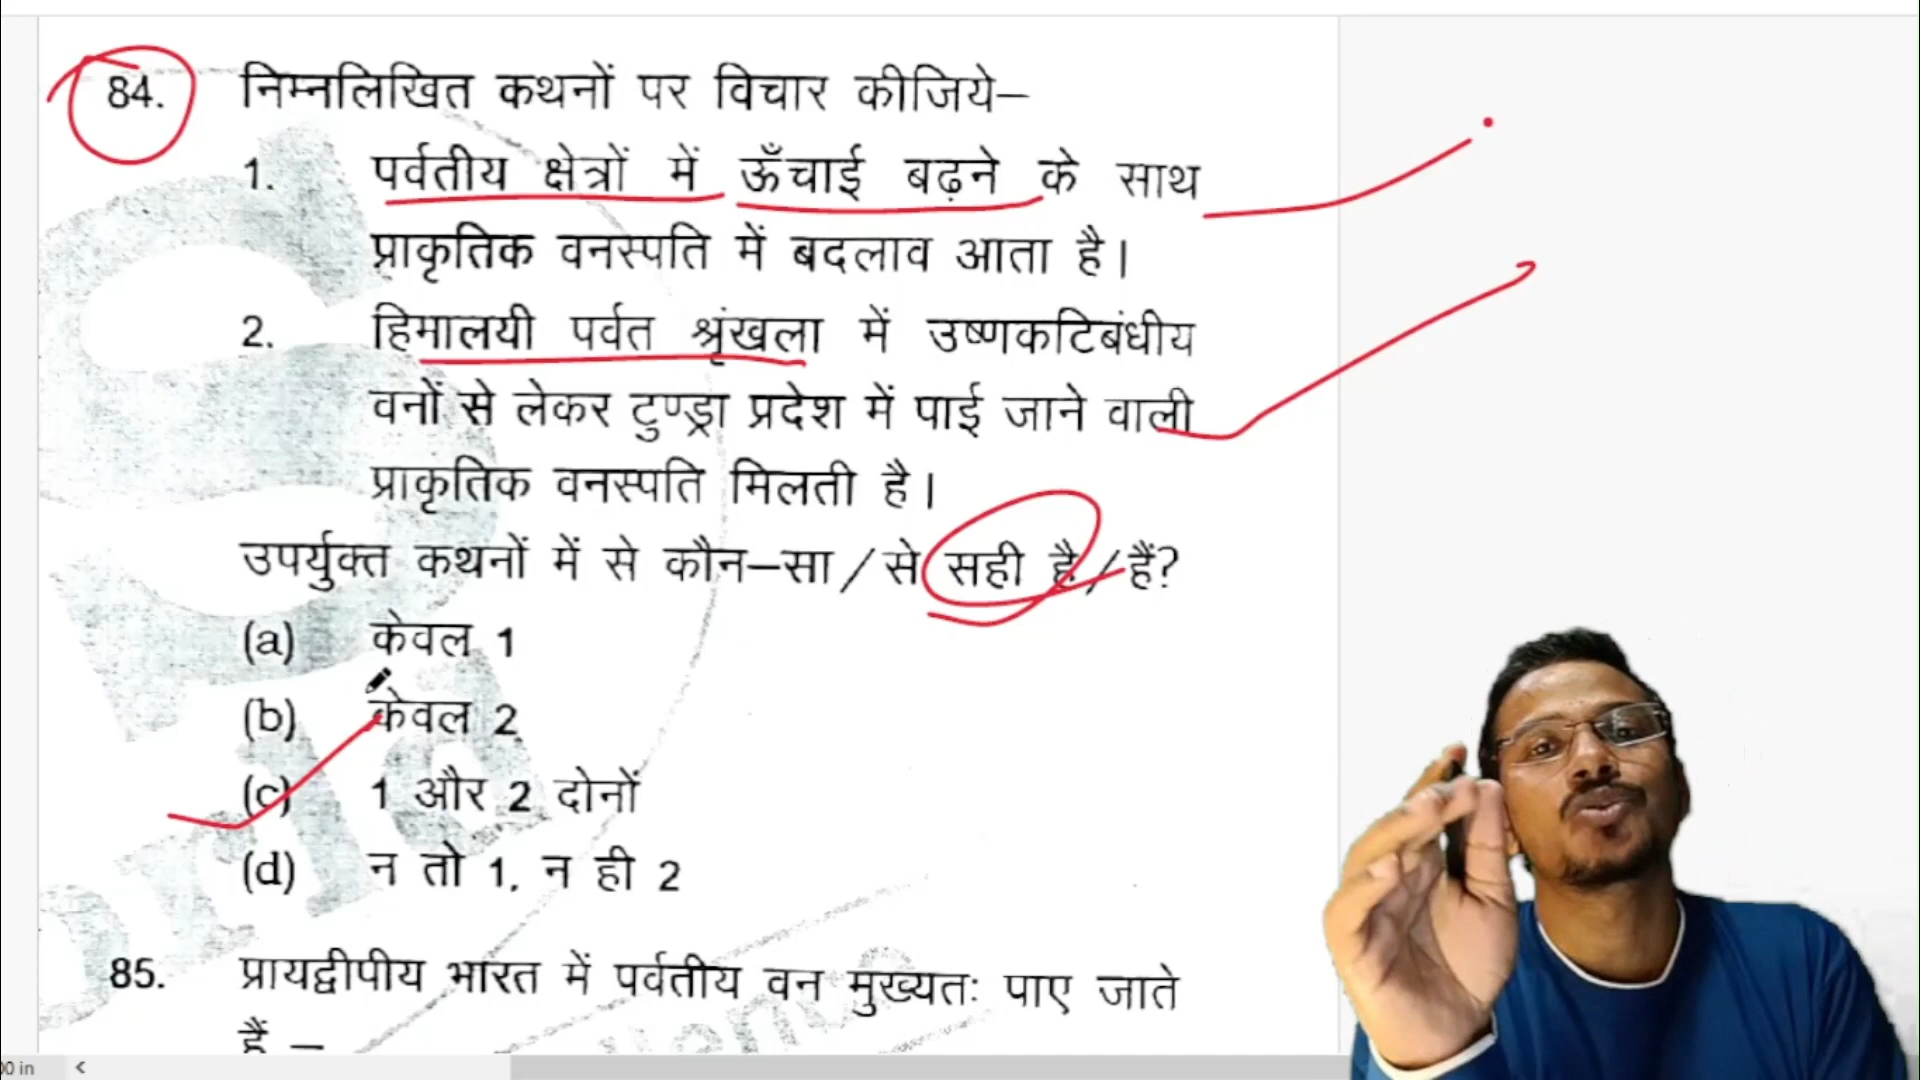 84. निम्नलिखित कथनों पर विचार कीजिये–
1. पर्वतीय क्षेत्रों में ऊँचाई बढ़ने के साथ
प्राकृतिक वनस्पति में बदलाव आता है।
2. हिमालयी पर्वत श्रृंखला में उष्णकटिबंधीय
वनों से लेकर टुण्ड्रा प्रदेश में पाई जाने वाली
प्राकृतिक वनस्पति मिलती है।
उपर्युक्त कथनों में से कौन–सा/से सही है/हैं?
(a) केवल 1
(b) केवल 2
(c) 1 और 2 दोनों
(d) न तो 1, न ही 2
85. प्रायद्वीपीय भारत में पर्वतीय वन मुख्यतः पाए जाते
हैं –
00 in